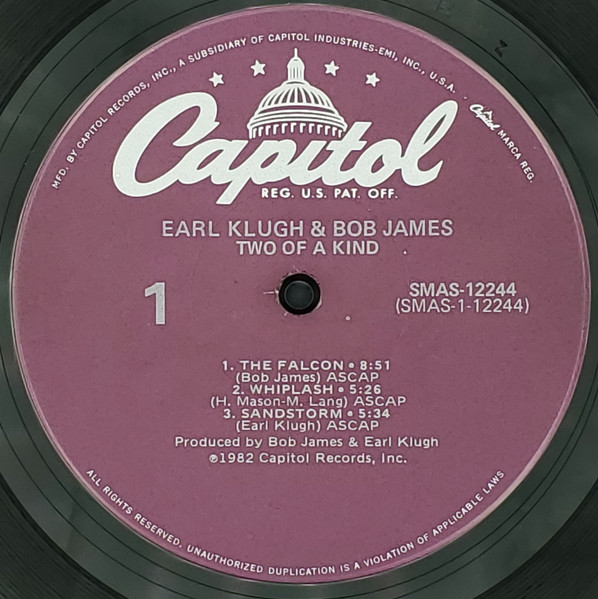 MFD. BY CAPITOL RECORDS, INC., A SUBSIDIARY OF CAPITOL INDUSTRIES-EMI, INC., U.S.A.
Capitol MARCA REG.
Capitol
REG. U.S. PAT. OFF.
EARL KLUGH & BOB JAMES
TWO OF A KIND
1
SMAS-12244
(SMAS-1-12244)
1. THE FALCON • 8:51
(Bob James) ASCAP
2. WHIPLASH • 5:26
(H. Mason-M. Lang) ASCAP
3. SANDSTORM • 5:34
(Earl Klugh) ASCAP
Produced by Bob James & Earl Klugh
℗1982 Capitol Records, Inc.
ALL RIGHTS RESERVED. UNAUTHORIZED DUPLICATION IS A VIOLATION OF APPLICABLE LAWS